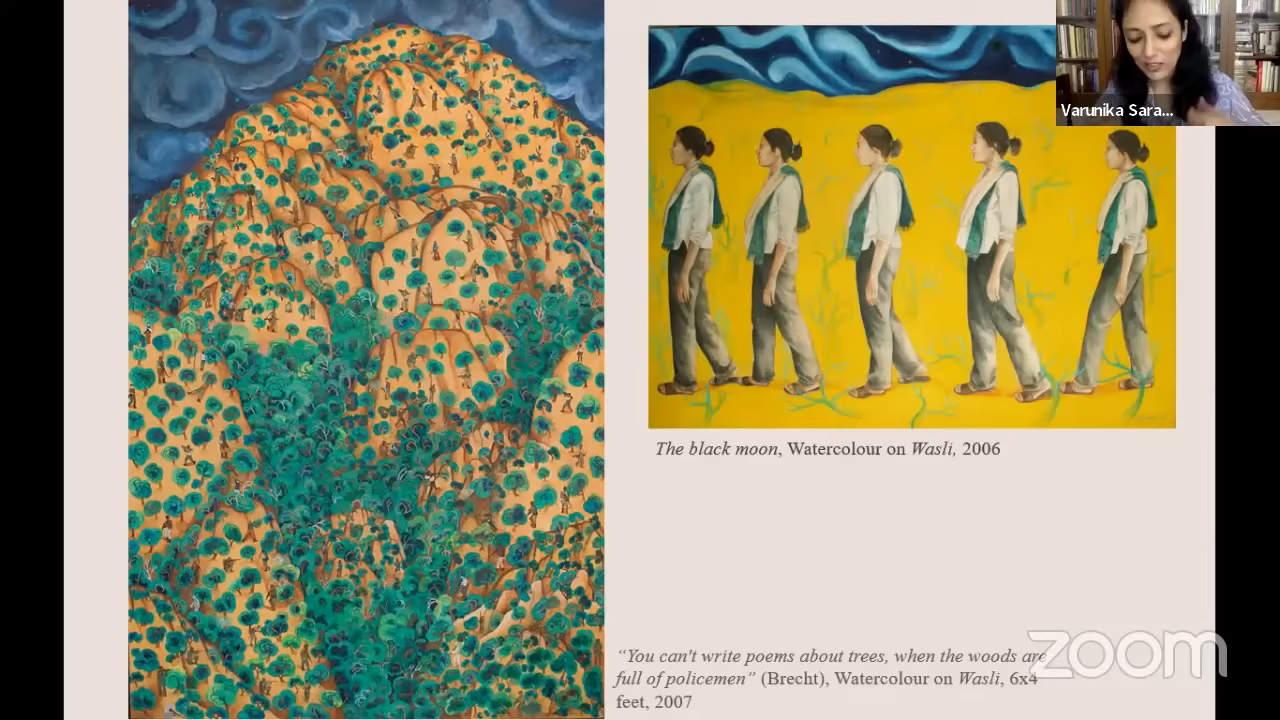 Varunika Sara...
The black moon, Watercolour on Wasli, 2006
“You can't write poems about trees, when the woods are
full of policemen” (Brecht), Watercolour on Wasli, 6x4
feet, 2007
zoom